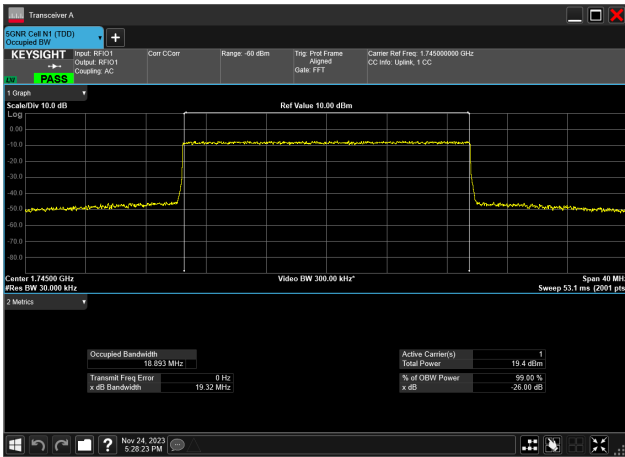 Transceiver A
5GNR Cell N1 (TDD)
Occupied BW
+
KEYSIGHT
LXI
PASS
Input: RFIO1
Output: RFIO1
Coupling: AC
Corr CCorr
Range: -60 dBm
Trig: Prot Frame
Aligned
Gate: FFT
Carrier Ref Freq: 1.745000000 GHz
CC Info: Uplink, 1 CC
1 Graph
Scale/Div 10.0 dB
Ref Value 10.00 dBm
Log
0.00
-10.0
-20.0
-30.0
-40.0
-50.0
-60.0
-70.0
-80.0
Center 1.74500 GHz
Video BW 300.00 kHz*
Span 40 MHz
#Res BW 30.000 kHz
Sweep 53.1 ms (2001 pts
2 Metrics
Occupied Bandwidth
18.893 MHz
Transmit Freq Error 0 Hz
x dB Bandwidth 19.32 MHz
Active Carrier(s) 1
Total Power 19.4 dBm
% of OBW Power 99.00 %
x dB -26.00 dB
?
Nov 24, 2023
5:28:23 PM